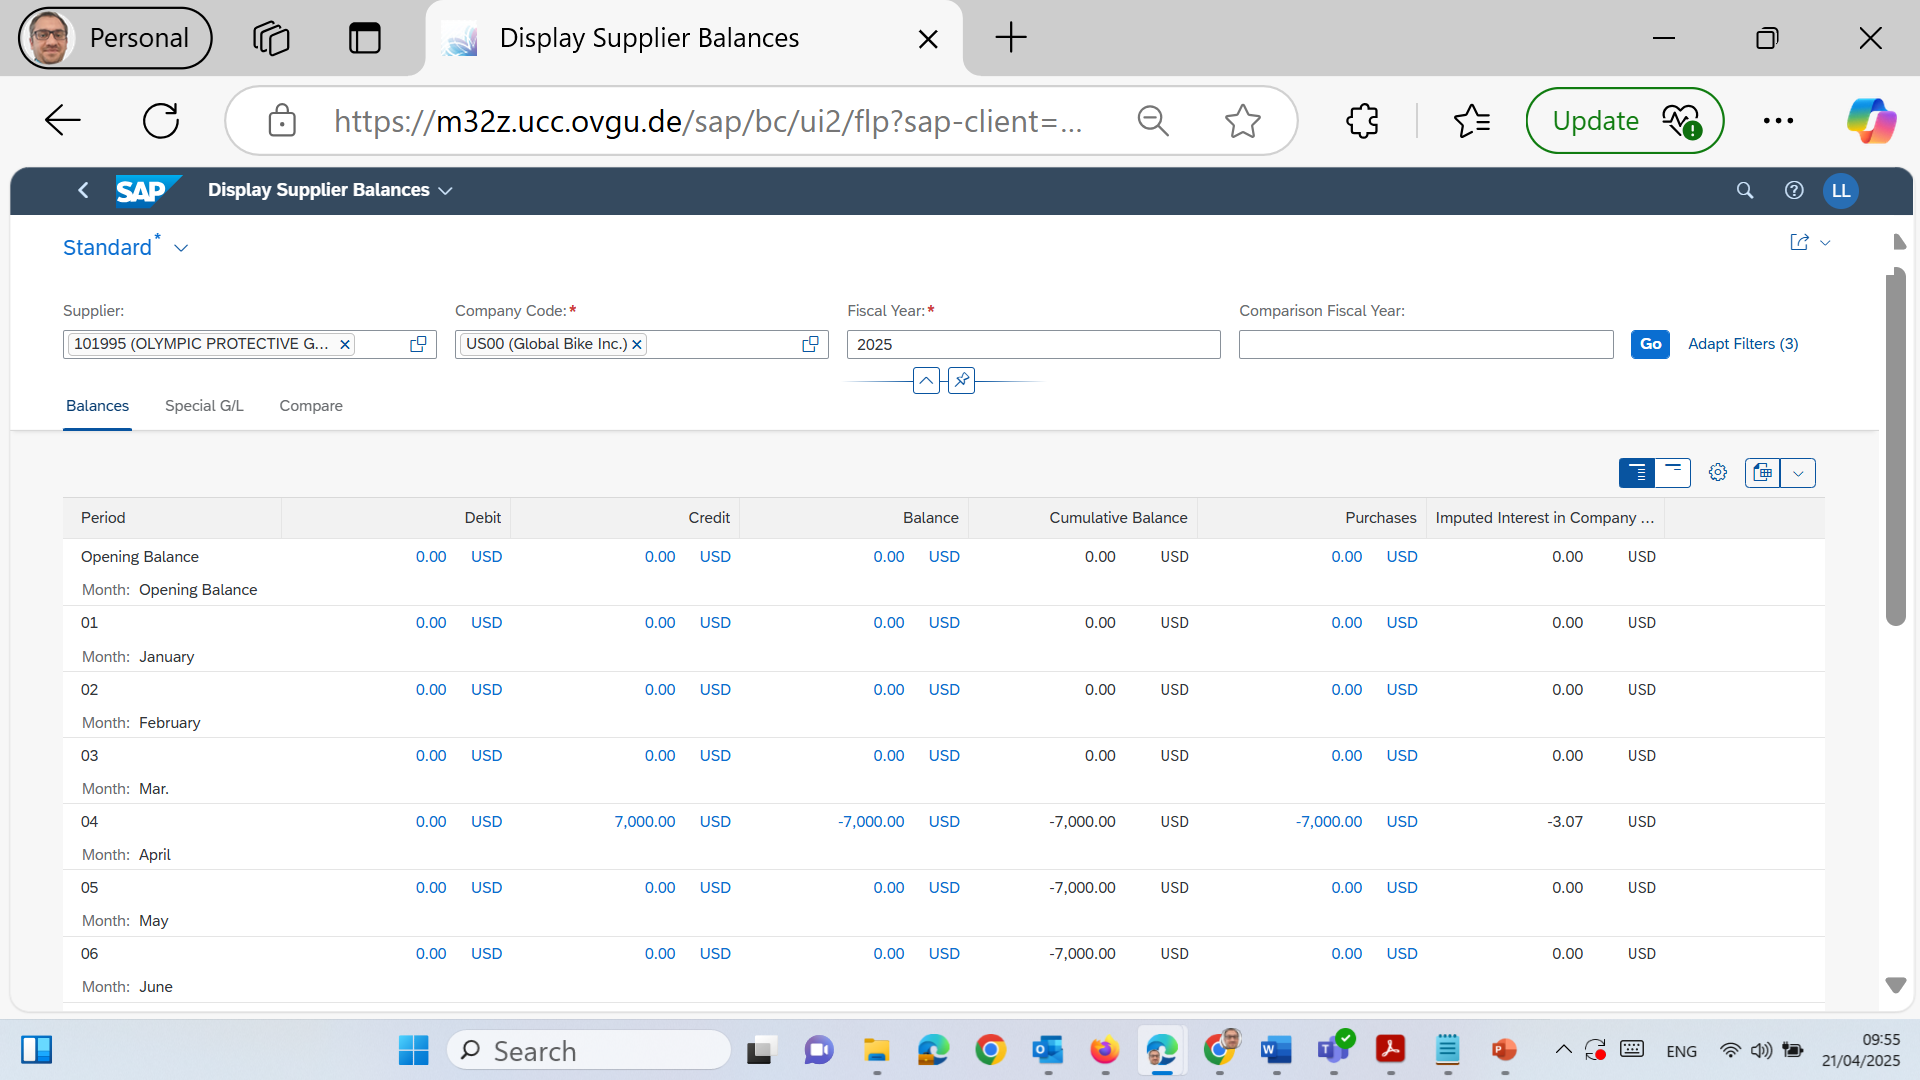 Personal
Display Supplier Balances
https://m32z.ucc.ovgu.de/sap/bc/ui2/flp?sap-client=...
Update
SAP Display Supplier Balances LL
Standard*
Supplier: Company Code:* Fiscal Year:* Comparison Fiscal Year:
101995 (OLYMPIC PROTECTIVE G... US00 (Global Bike Inc.) 2025 Go Adapt Filters (3)
Balances Special G/L Compare
Period Debit Credit Balance Cumulative Balance Purchases Imputed Interest in Company ...
Opening Balance 0.00 USD 0.00 USD 0.00 USD 0.00 USD 0.00 USD 0.00 USD
Month: Opening Balance
01 0.00 USD 0.00 USD 0.00 USD 0.00 USD 0.00 USD 0.00 USD
Month: January
02 0.00 USD 0.00 USD 0.00 USD 0.00 USD 0.00 USD 0.00 USD
Month: February
03 0.00 USD 0.00 USD 0.00 USD 0.00 USD 0.00 USD 0.00 USD
Month: Mar.
04 0.00 USD 7,000.00 USD -7,000.00 USD -7,000.00 USD -7,000.00 USD -3.07 USD
Month: April
05 0.00 USD 0.00 USD 0.00 USD -7,000.00 USD 0.00 USD 0.00 USD
Month: May
06 0.00 USD 0.00 USD 0.00 USD -7,000.00 USD 0.00 USD 0.00 USD
Month: June
Search
ENG
09:55
21/04/2025